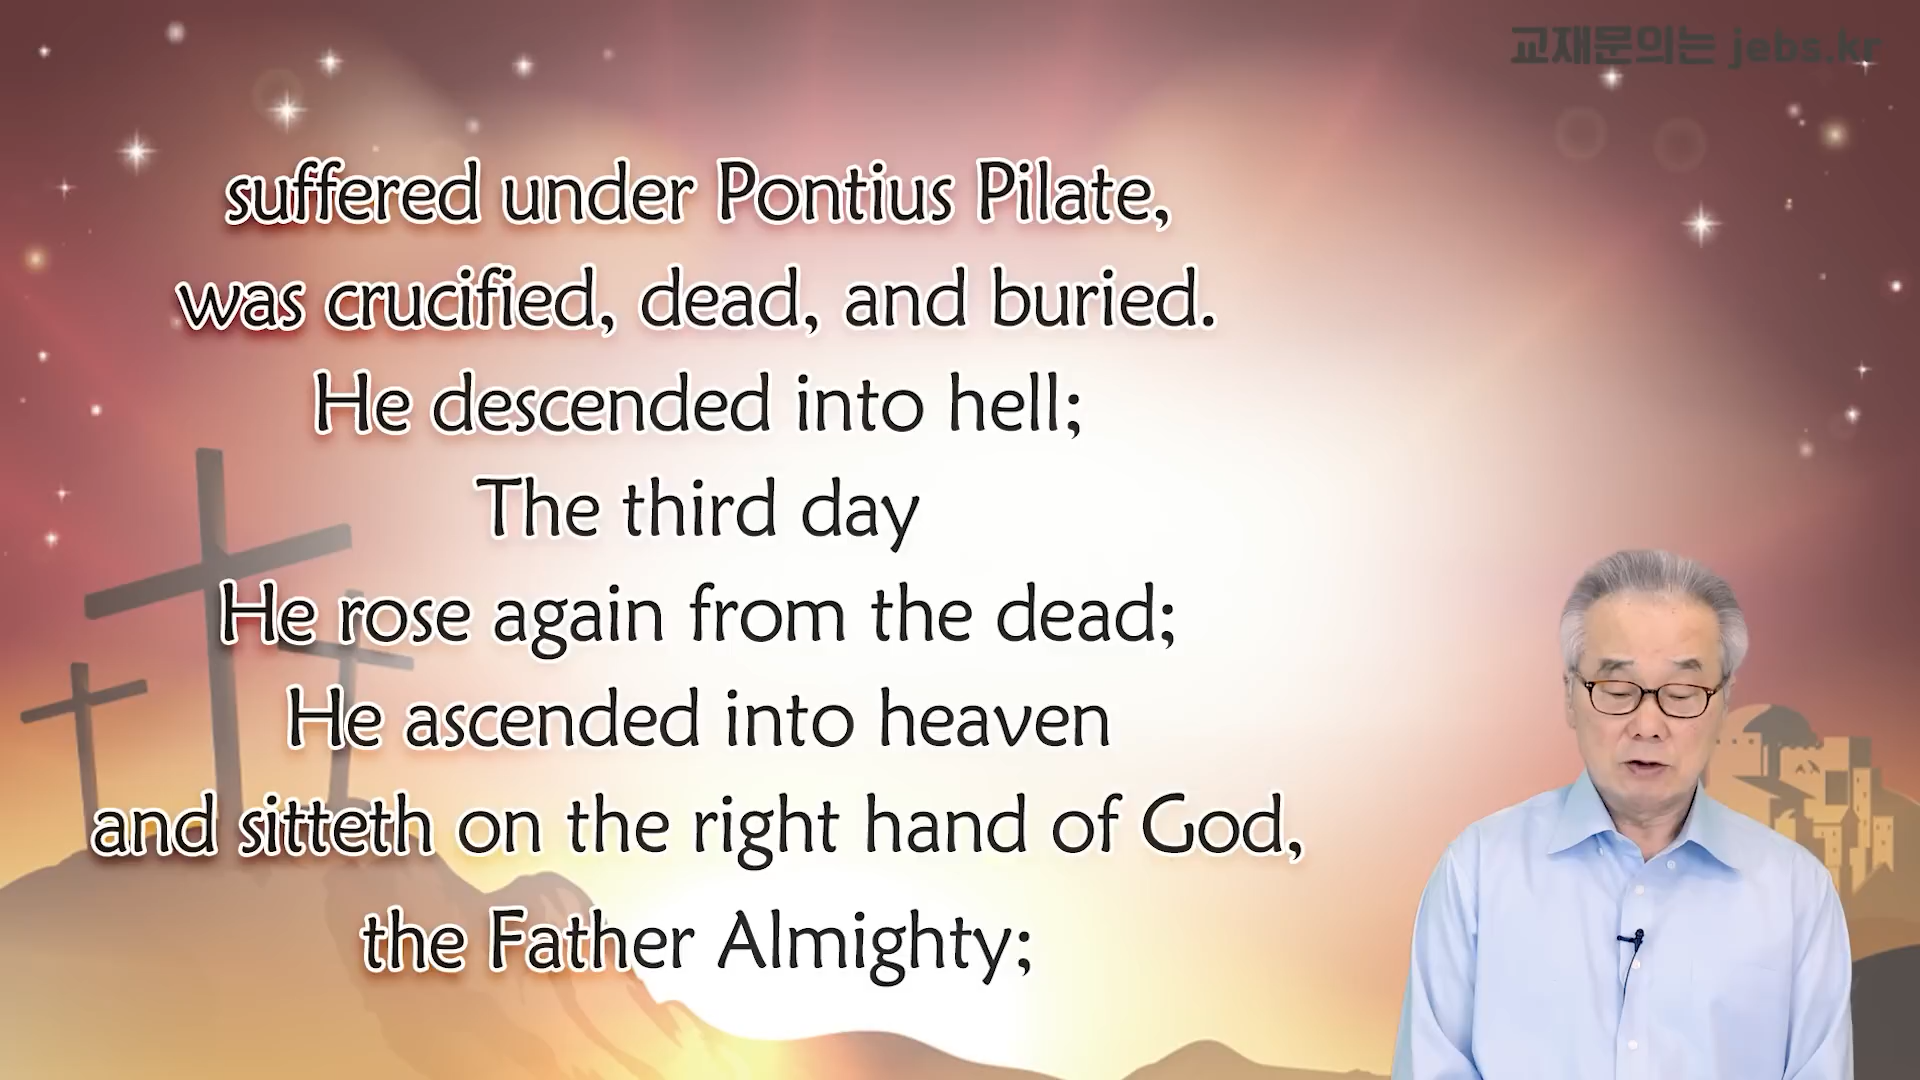 교재문의는 jebs.kr
suffered under Pontius Pilate,
was crucified, dead, and buried.
He descended into hell;
The third day
He rose again from the dead;
He ascended into heaven
and sitteth on the right hand of God,
the Father Almighty;